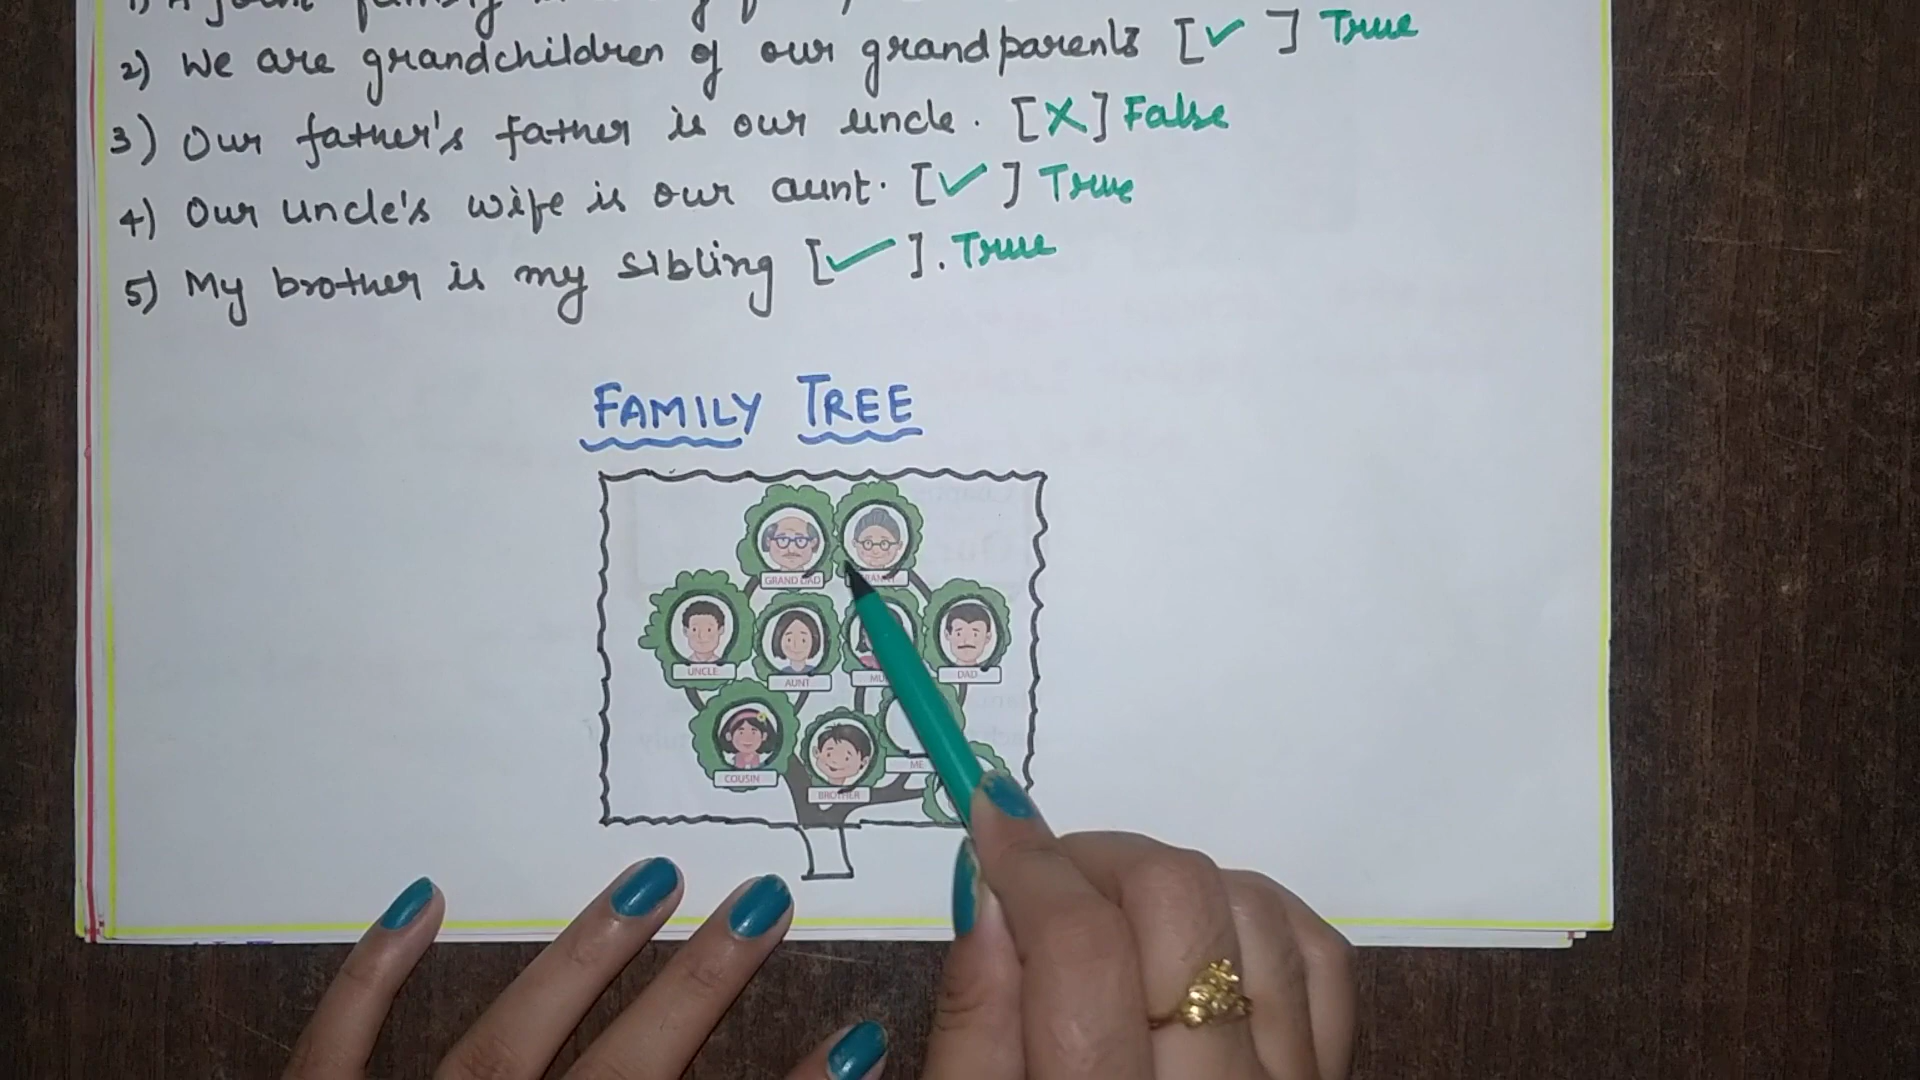 2) We are grandchildren of our grandparents [✓ ] True
3) Our father's father is our uncle. [X] False
4) Our uncle's wife is our aunt. [✓ ] True
5) My brother is my sibling [✓ ]. True
FAMILY TREE
GRAND DAD
UNCLE
AUNT
DAD
COUSIN
BROTHER
ME